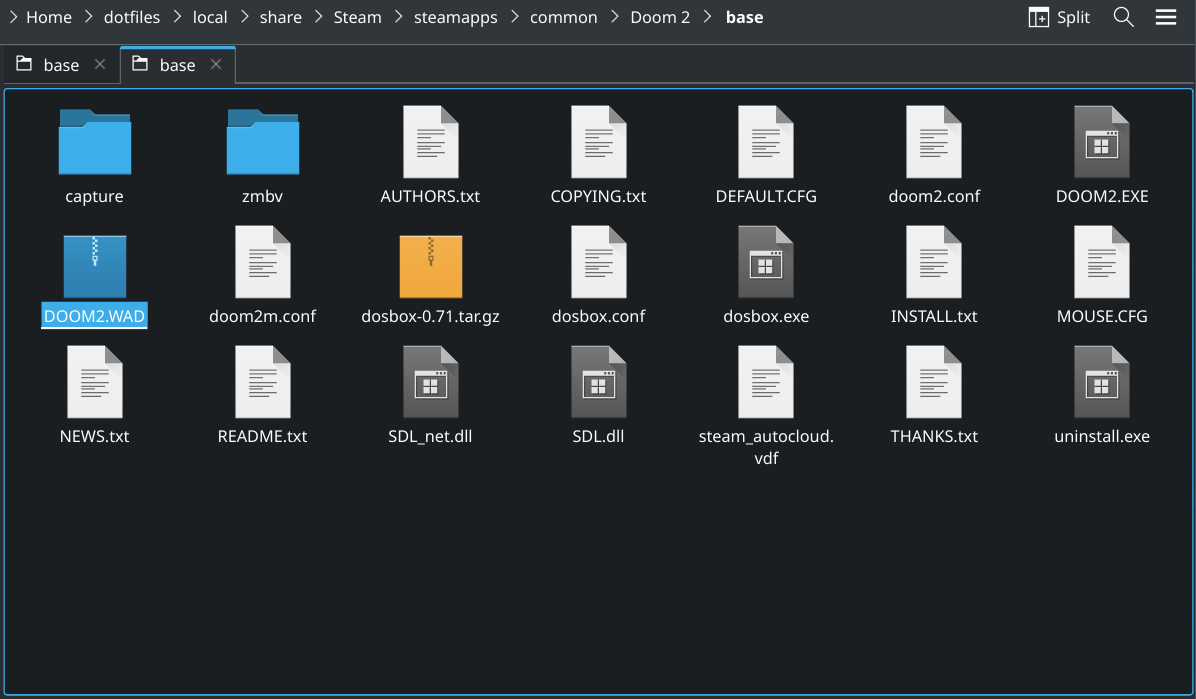 Home dotfiles local share Steam steamapps common Doom 2 base Split
base base
capture zmbv AUTHORS.txt COPYING.txt DEFAULT.CFG doom2.conf DOOM2.EXE
DOOM2.WAD doom2m.conf dosbox-0.71.tar.gz dosbox.conf dosbox.exe INSTALL.txt MOUSE.CFG
NEWS.txt README.txt SDL_net.dll SDL.dll steam_autocloud. THANKS.txt uninstall.exe
vdf